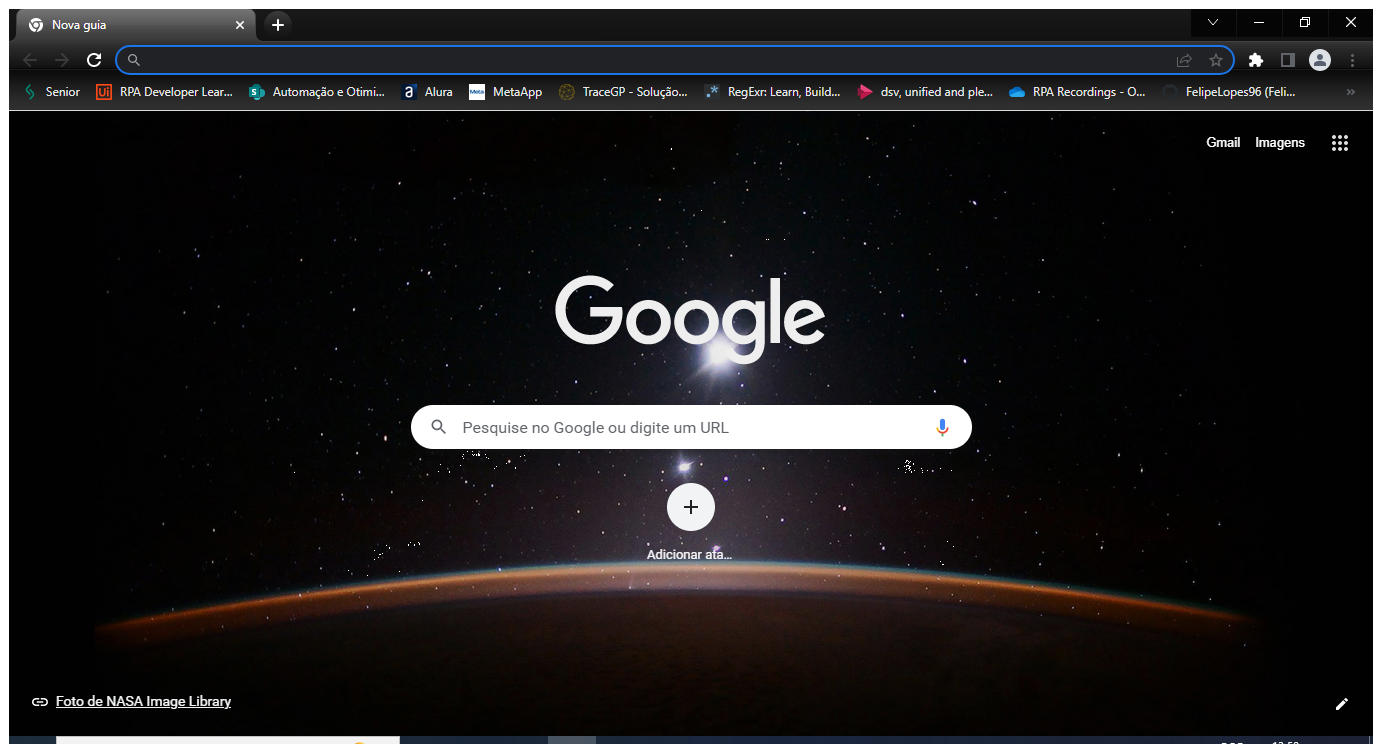 Nova guia
Senior
Ui RPA Developer Lear...
S Automação e Otimi...
a Alura
Meta MetaApp
TraceGP - Solução...
.* RegExr: Learn, Build...
dsv, unified and ple...
RPA Recordings - O...
FelipeLopes96 (Feli...
»
Gmail Imagens
Google
Pesquise no Google ou digite um URL
Adicionar ata...
Foto de NASA Image Library